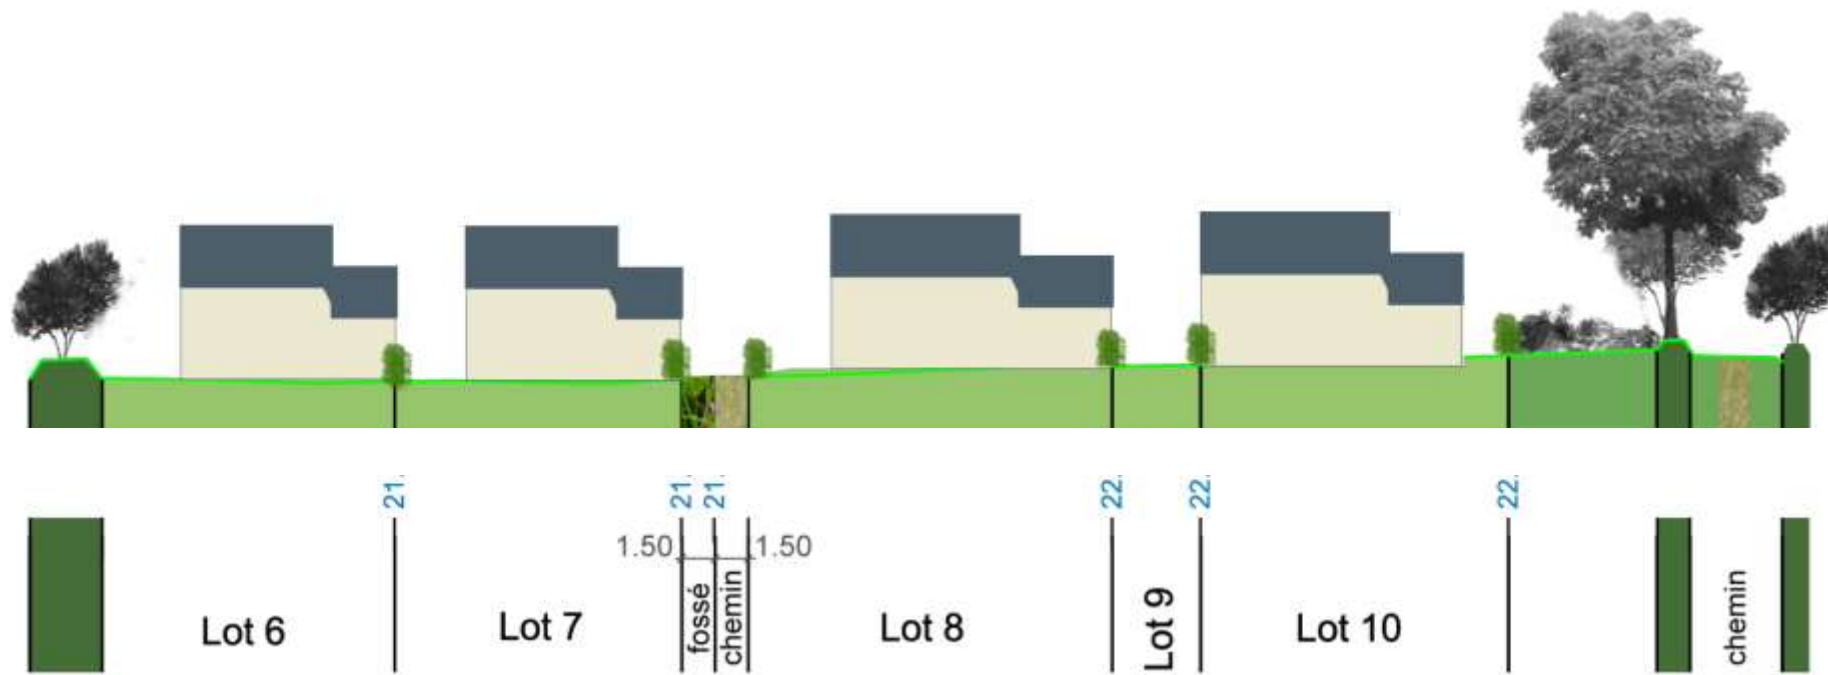 21.
21.
21.
22.
22.
22.
1.50
1.50
Lot 6
Lot 7
fossé
chemin
Lot 8
Lot 9
Lot 10
chemin